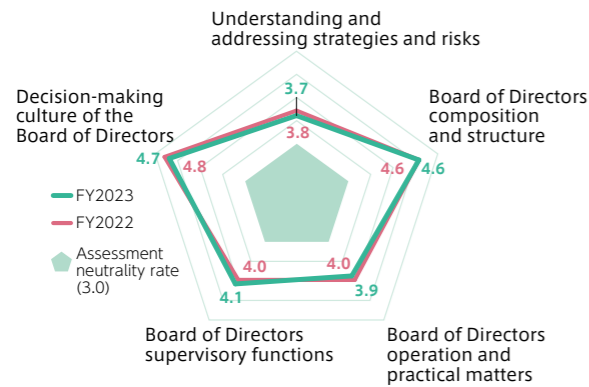 Understanding and
addressing strategies and risks
3.7
3.8
Decision-making
culture of the
Board of Directors
4.7
4.8
Board of Directors
composition
and structure
4.6
4.6
FY2023
FY2022
Assessment
neutrality rate
(3.0)
4.0
4.1
4.0
3.9
Board of Directors
supervisory functions
Board of Directors
operation and
practical matters